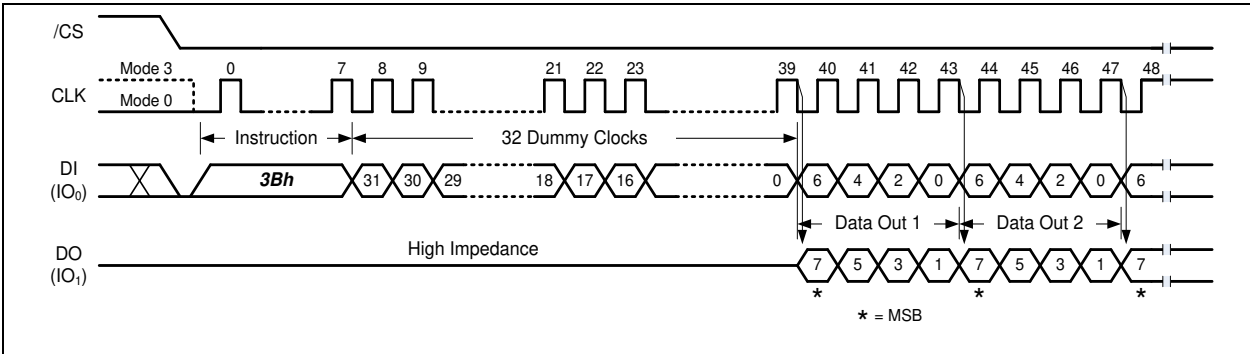 /CS
Mode 3 0 7 8 9 21 22 23 39 40 41 42 43 44 45 46 47 48
CLK
Mode 0
Instruction 32 Dummy Clocks
DI
(IO0)
3Bh 31 30 29 18 17 16 0 6 4 2 0 6 4 2 0 6
Data Out 1 Data Out 2
DO
(IO1)
High Impedance
7 5 3 1 7 5 3 1 7
* * *
* = MSB